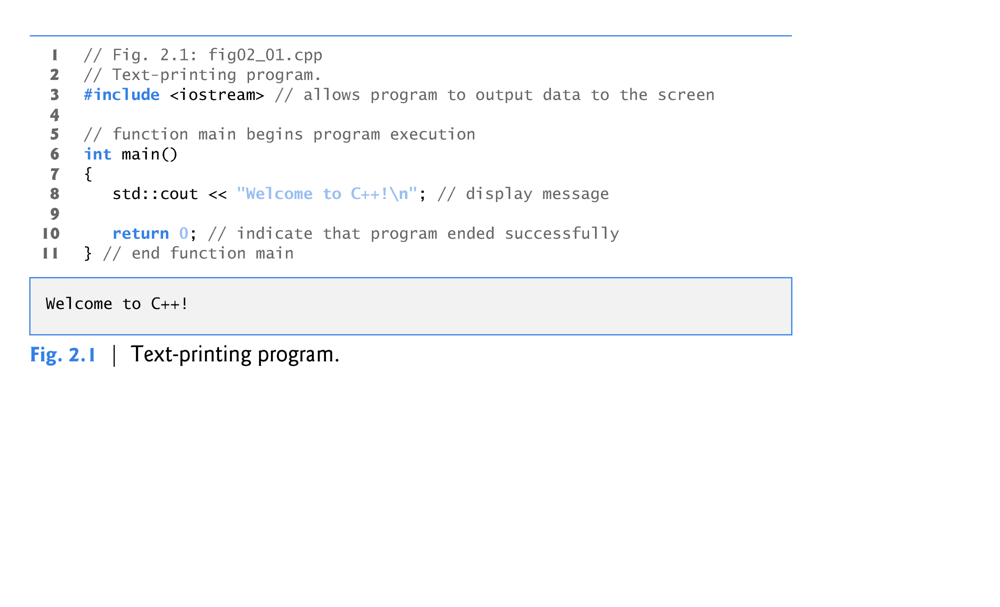 1 // Fig. 2.1: fig02_01.cpp
2 // Text-printing program.
3 #include <iostream> // allows program to output data to the screen
4
5 // function main begins program execution
6 int main()
7 {
8    std::cout << "Welcome to C++!\n"; // display message
9
10    return 0; // indicate that program ended successfully
11 } // end function main
Welcome to C++!
Fig. 2.1 | Text-printing program.